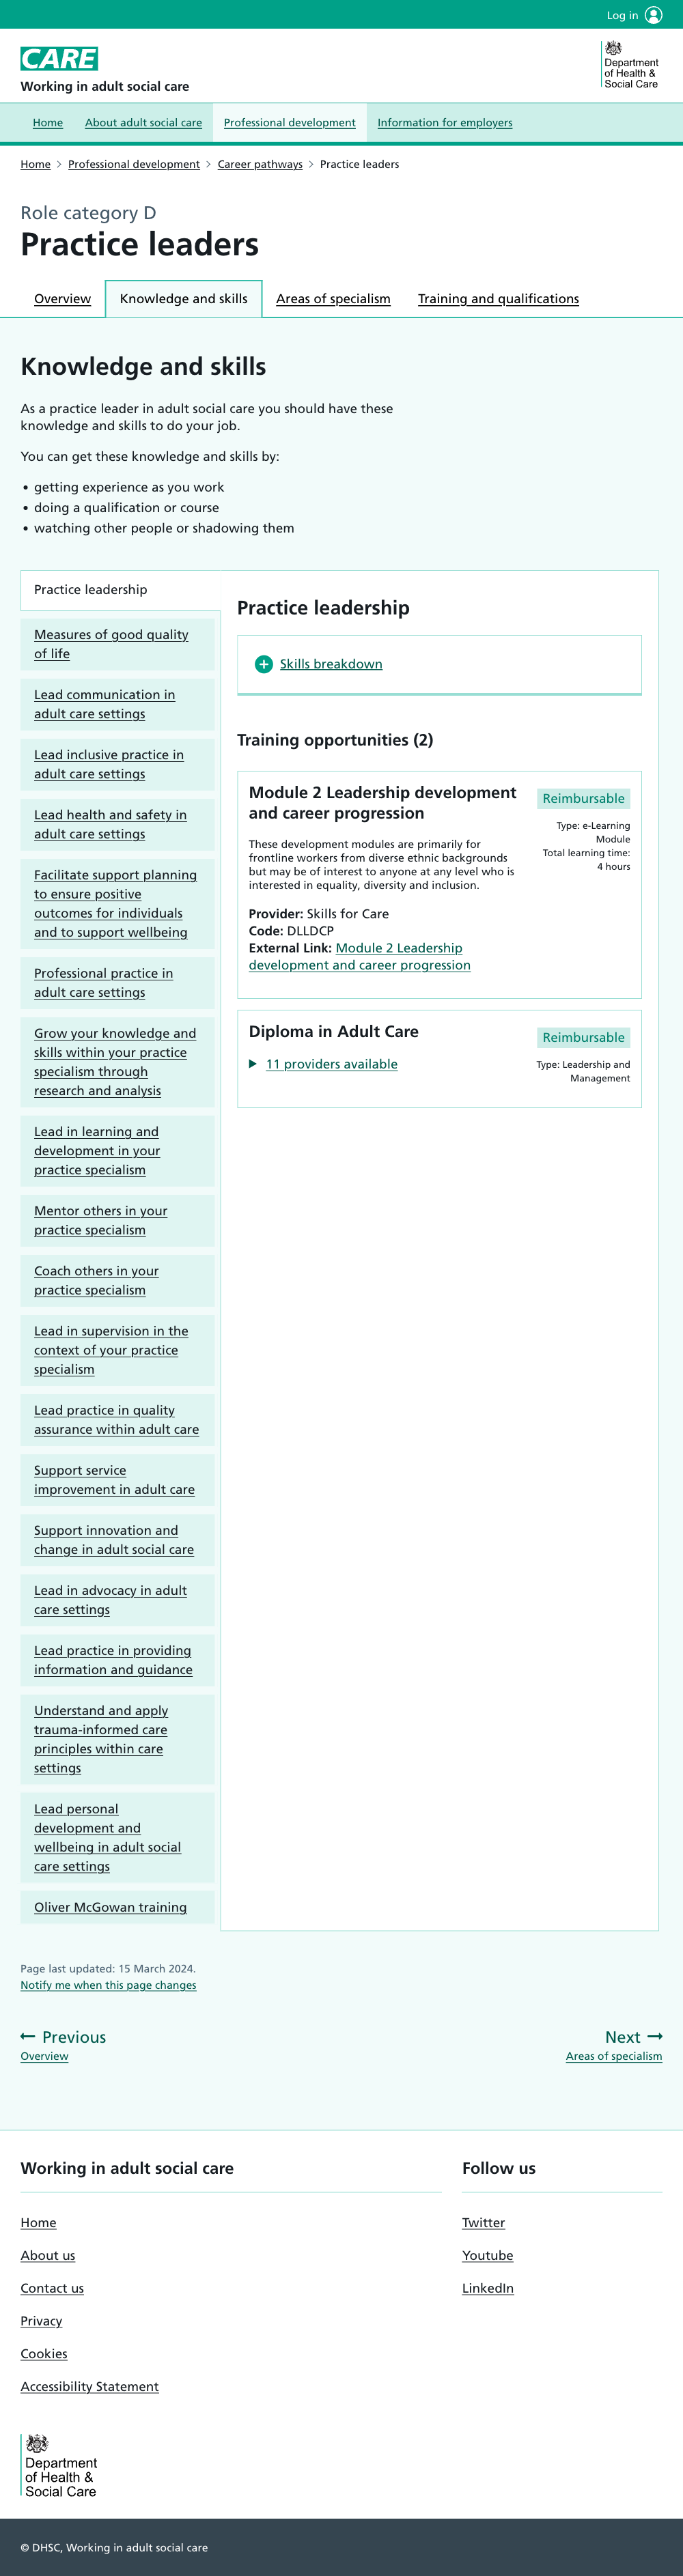 Log in
CARE
Working in adult social care
Department
of Health &
Social Care
Home
About adult social care
Professional development
Information for employers
Home
Professional development
Career pathways
Practice leaders
Role category D
Practice leaders
Overview
Knowledge and skills
Areas of specialism
Training and qualifications
Knowledge and skills
As a practice leader in adult social care you should have these
knowledge and skills to do your job.
You can get these knowledge and skills by:
• getting experience as you work
• doing a qualification or course
• watching other people or shadowing them
Practice leadership
Measures of good quality
of life
Lead communication in
adult care settings
Lead inclusive practice in
adult care settings
Lead health and safety in
adult care settings
Facilitate support planning
to ensure positive
outcomes for individuals
and to support wellbeing
Professional practice in
adult care settings
Grow your knowledge and
skills within your practice
specialism through
research and analysis
Lead in learning and
development in your
practice specialism
Mentor others in your
practice specialism
Coach others in your
practice specialism
Lead in supervision in the
context of your practice
specialism
Lead practice in quality
assurance within adult care
Support service
improvement in adult care
Support innovation and
change in adult social care
Lead in advocacy in adult
care settings
Lead practice in providing
information and guidance
Understand and apply
trauma-informed care
principles within care
settings
Lead personal
development and
wellbeing in adult social
care settings
Oliver McGowan training
Practice leadership
Skills breakdown
Training opportunities (2)
Module 2 Leadership development
and career progression
Reimbursable
Type: e-Learning
Module
Total learning time:
4 hours
These development modules are primarily for
frontline workers from diverse ethnic backgrounds
but may be of interest to anyone at any level who is
interested in equality, diversity and inclusion.
Provider: Skills for Care
Code: DLLDCP
External Link: Module 2 Leadership
development and career progression
Diploma in Adult Care
Reimbursable
11 providers available
Type: Leadership and
Management
Page last updated: 15 March 2024.
Notify me when this page changes
Previous
Overview
Next
Areas of specialism
Working in adult social care
Home
About us
Contact us
Privacy
Cookies
Accessibility Statement
Follow us
Twitter
Youtube
LinkedIn
Department
of Health &
Social Care
© DHSC, Working in adult social care